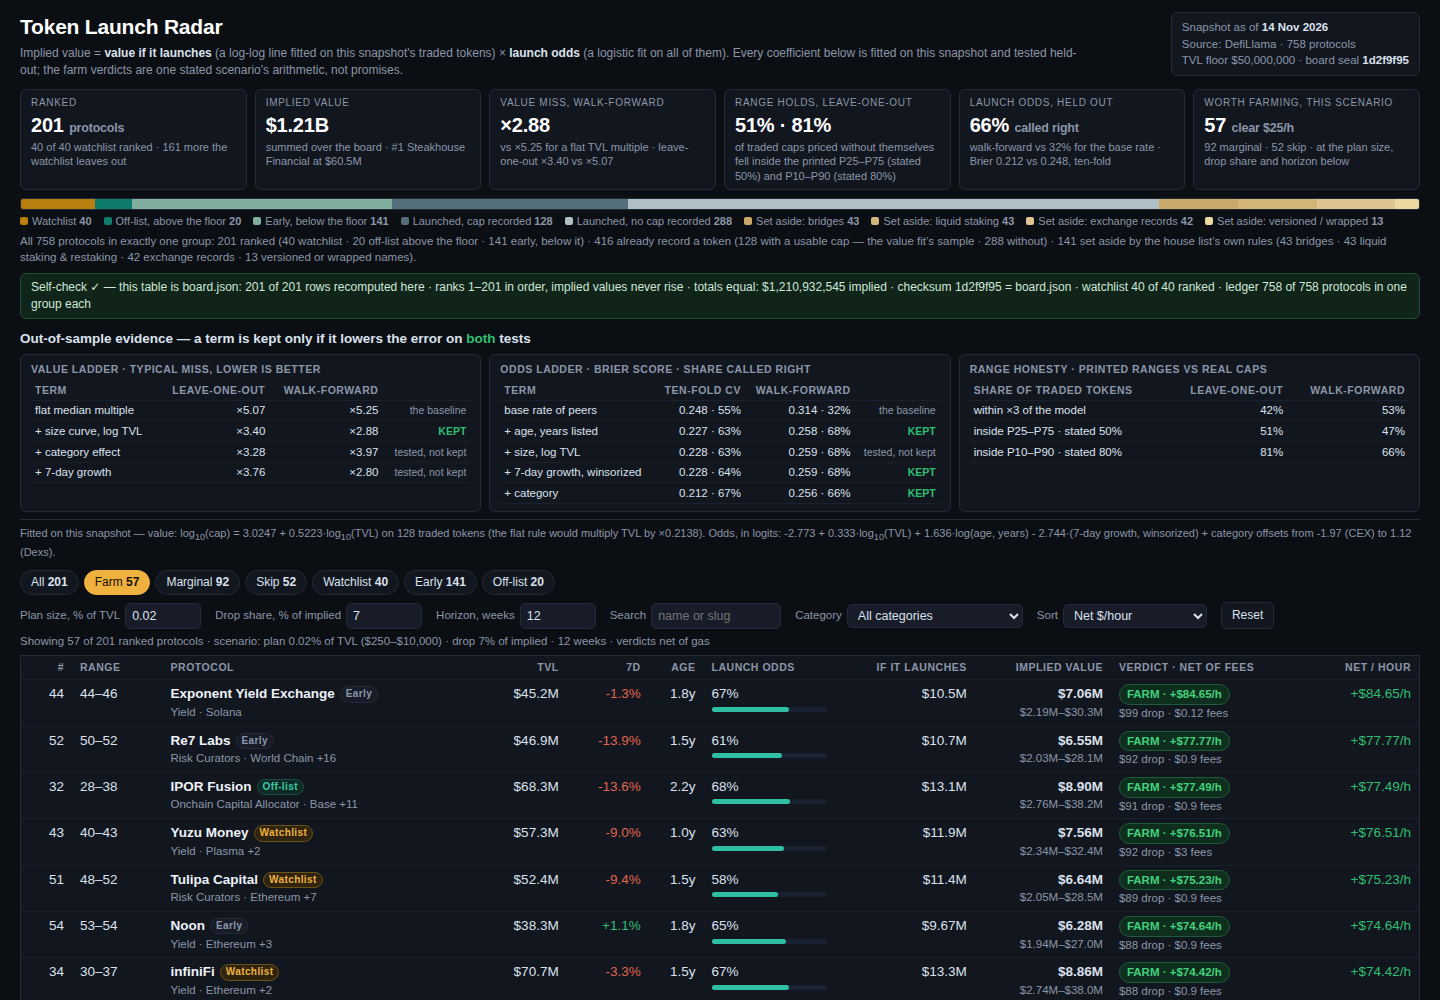 Token Launch Radar
Implied value = value if it launches (a log-log line fitted on this snapshot's traded tokens) × launch odds (a logistic fit on all of them). Every coefficient below is fitted on this snapshot and tested held-
out; the farm verdicts are one stated scenario's arithmetic, not promises.
Snapshot as of 14 Nov 2026
Source: DefiLlama · 758 protocols
TVL floor $50,000,000 · board seal 1d2f9f95
RANKED
201 protocols
40 of 40 watchlist ranked · 161 more the
watchlist leaves out
IMPLIED VALUE
$1.21B
summed over the board · #1 Steakhouse
Financial at $60.5M
VALUE MISS, WALK-FORWARD
×2.88
vs ×5.25 for a flat TVL multiple · leave-
one-out ×3.40 vs ×5.07
RANGE HOLDS, LEAVE-ONE-OUT
51% · 81%
of traded caps priced without themselves
fell inside the printed P25–P75 (stated
50%) and P10–P90 (stated 80%)
LAUNCH ODDS, HELD OUT
66% called right
walk-forward vs 32% for the base rate ·
Brier 0.212 vs 0.248, ten-fold
WORTH FARMING, THIS SCENARIO
57 clear $25/h
92 marginal · 52 skip · at the plan size,
drop share and horizon below
Watchlist 40 Off-list, above the floor 20 Early, below the floor 141 Launched, cap recorded 128 Launched, no cap recorded 288 Set aside: bridges 43 Set aside: liquid staking 43 Set aside: exchange records 42 Set aside: versioned / wrapped 13
All 758 protocols in exactly one group: 201 ranked (40 watchlist · 20 off-list above the floor · 141 early, below it) · 416 already record a token (128 with a usable cap — the value fit's sample · 288 without) · 141 set aside by the house list's own rules (43 bridges · 43 liquid
staking & restaking · 42 exchange records · 13 versioned or wrapped names).
Self-check ✓ — this table is board.json: 201 of 201 rows recomputed here · ranks 1–201 in order, implied values never rise · totals equal: $1,210,932,545 implied · checksum 1d2f9f95 = board.json · watchlist 40 of 40 ranked · ledger 758 of 758 protocols in one
group each
Out-of-sample evidence — a term is kept only if it lowers the error on both tests
VALUE LADDER · TYPICAL MISS, LOWER IS BETTER
TERM LEAVE-ONE-OUT WALK-FORWARD
flat median multiple ×5.07 ×5.25 the baseline
+ size curve, log TVL ×3.40 ×2.88 KEPT
+ category effect ×3.28 ×3.97 tested, not kept
+ 7-day growth ×3.76 ×2.80 tested, not kept
ODDS LADDER · BRIER SCORE · SHARE CALLED RIGHT
TERM TEN-FOLD CV WALK-FORWARD
base rate of peers 0.248 · 55% 0.314 · 32% the baseline
+ age, years listed 0.227 · 63% 0.258 · 68% KEPT
+ size, log TVL 0.228 · 63% 0.259 · 68% tested, not kept
+ 7-day growth, winsorized 0.228 · 64% 0.259 · 68% KEPT
+ category 0.212 · 67% 0.256 · 66% KEPT
RANGE HONESTY · PRINTED RANGES VS REAL CAPS
SHARE OF TRADED TOKENS LEAVE-ONE-OUT WALK-FORWARD
within ×3 of the model 42% 53%
inside P25–P75 · stated 50% 51% 47%
inside P10–P90 · stated 80% 81% 66%
Fitted on this snapshot — value: log10(cap) = 3.0247 + 0.5223·log10(TVL) on 128 traded tokens (the flat rule would multiply TVL by ×0.2138). Odds, in logits: -2.773 + 0.333·log10(TVL) + 1.636·log(age, years) - 2.744·(7-day growth, winsorized) + category offsets from -1.97 (CEX) to 1.12
(Dexs).
All 201 Farm 57 Marginal 92 Skip 52 Watchlist 40 Early 141 Off-list 20
Plan size, % of TVL 0.02 Drop share, % of implied 7 Horizon, weeks 12 Search name or slug Category All categories Sort Net $/hour Reset
Showing 57 of 201 ranked protocols · scenario: plan 0.02% of TVL ($250–$10,000) · drop 7% of implied · 12 weeks · verdicts net of gas
# RANGE PROTOCOL TVL 7D AGE LAUNCH ODDS IF IT LAUNCHES IMPLIED VALUE VERDICT · NET OF FEES NET / HOUR
44 44–46 Exponent Yield Exchange Early $45.2M -1.3% 1.8y 67% $10.5M $7.06M FARM · +$84.65/h +$84.65/h
Yield · Solana $2.19M–$30.3M $99 drop · $0.12 fees
52 50–52 Re7 Labs Early $46.9M -13.9% 1.5y 61% $10.7M $6.55M FARM · +$77.77/h +$77.77/h
Risk Curators · World Chain +16 $2.03M–$28.1M $92 drop · $0.9 fees
32 28–38 IPOR Fusion Off-list $68.3M -13.6% 2.2y 68% $13.1M $8.90M FARM · +$77.49/h +$77.49/h
Onchain Capital Allocator · Base +11 $2.76M–$38.2M $91 drop · $0.9 fees
43 40–43 Yuzu Money Watchlist $57.3M -9.0% 1.0y 63% $11.9M $7.56M FARM · +$76.51/h +$76.51/h
Yield · Plasma +2 $2.34M–$32.4M $92 drop · $3 fees
51 48–52 Tulipa Capital Watchlist $52.4M -9.4% 1.5y 58% $11.4M $6.64M FARM · +$75.23/h +$75.23/h
Risk Curators · Ethereum +7 $2.05M–$28.5M $89 drop · $0.9 fees
54 53–54 Noon Early $38.3M +1.1% 1.8y 65% $9.67M $6.28M FARM · +$74.64/h +$74.64/h
Yield · Ethereum +3 $1.94M–$27.0M $88 drop · $0.9 fees
34 30–37 infiniFi Watchlist $70.7M -3.3% 1.5y 67% $13.3M $8.86M FARM · +$74.42/h +$74.42/h
Yield · Ethereum +2 $2.74M–$38.0M $88 drop · $0.9 fees